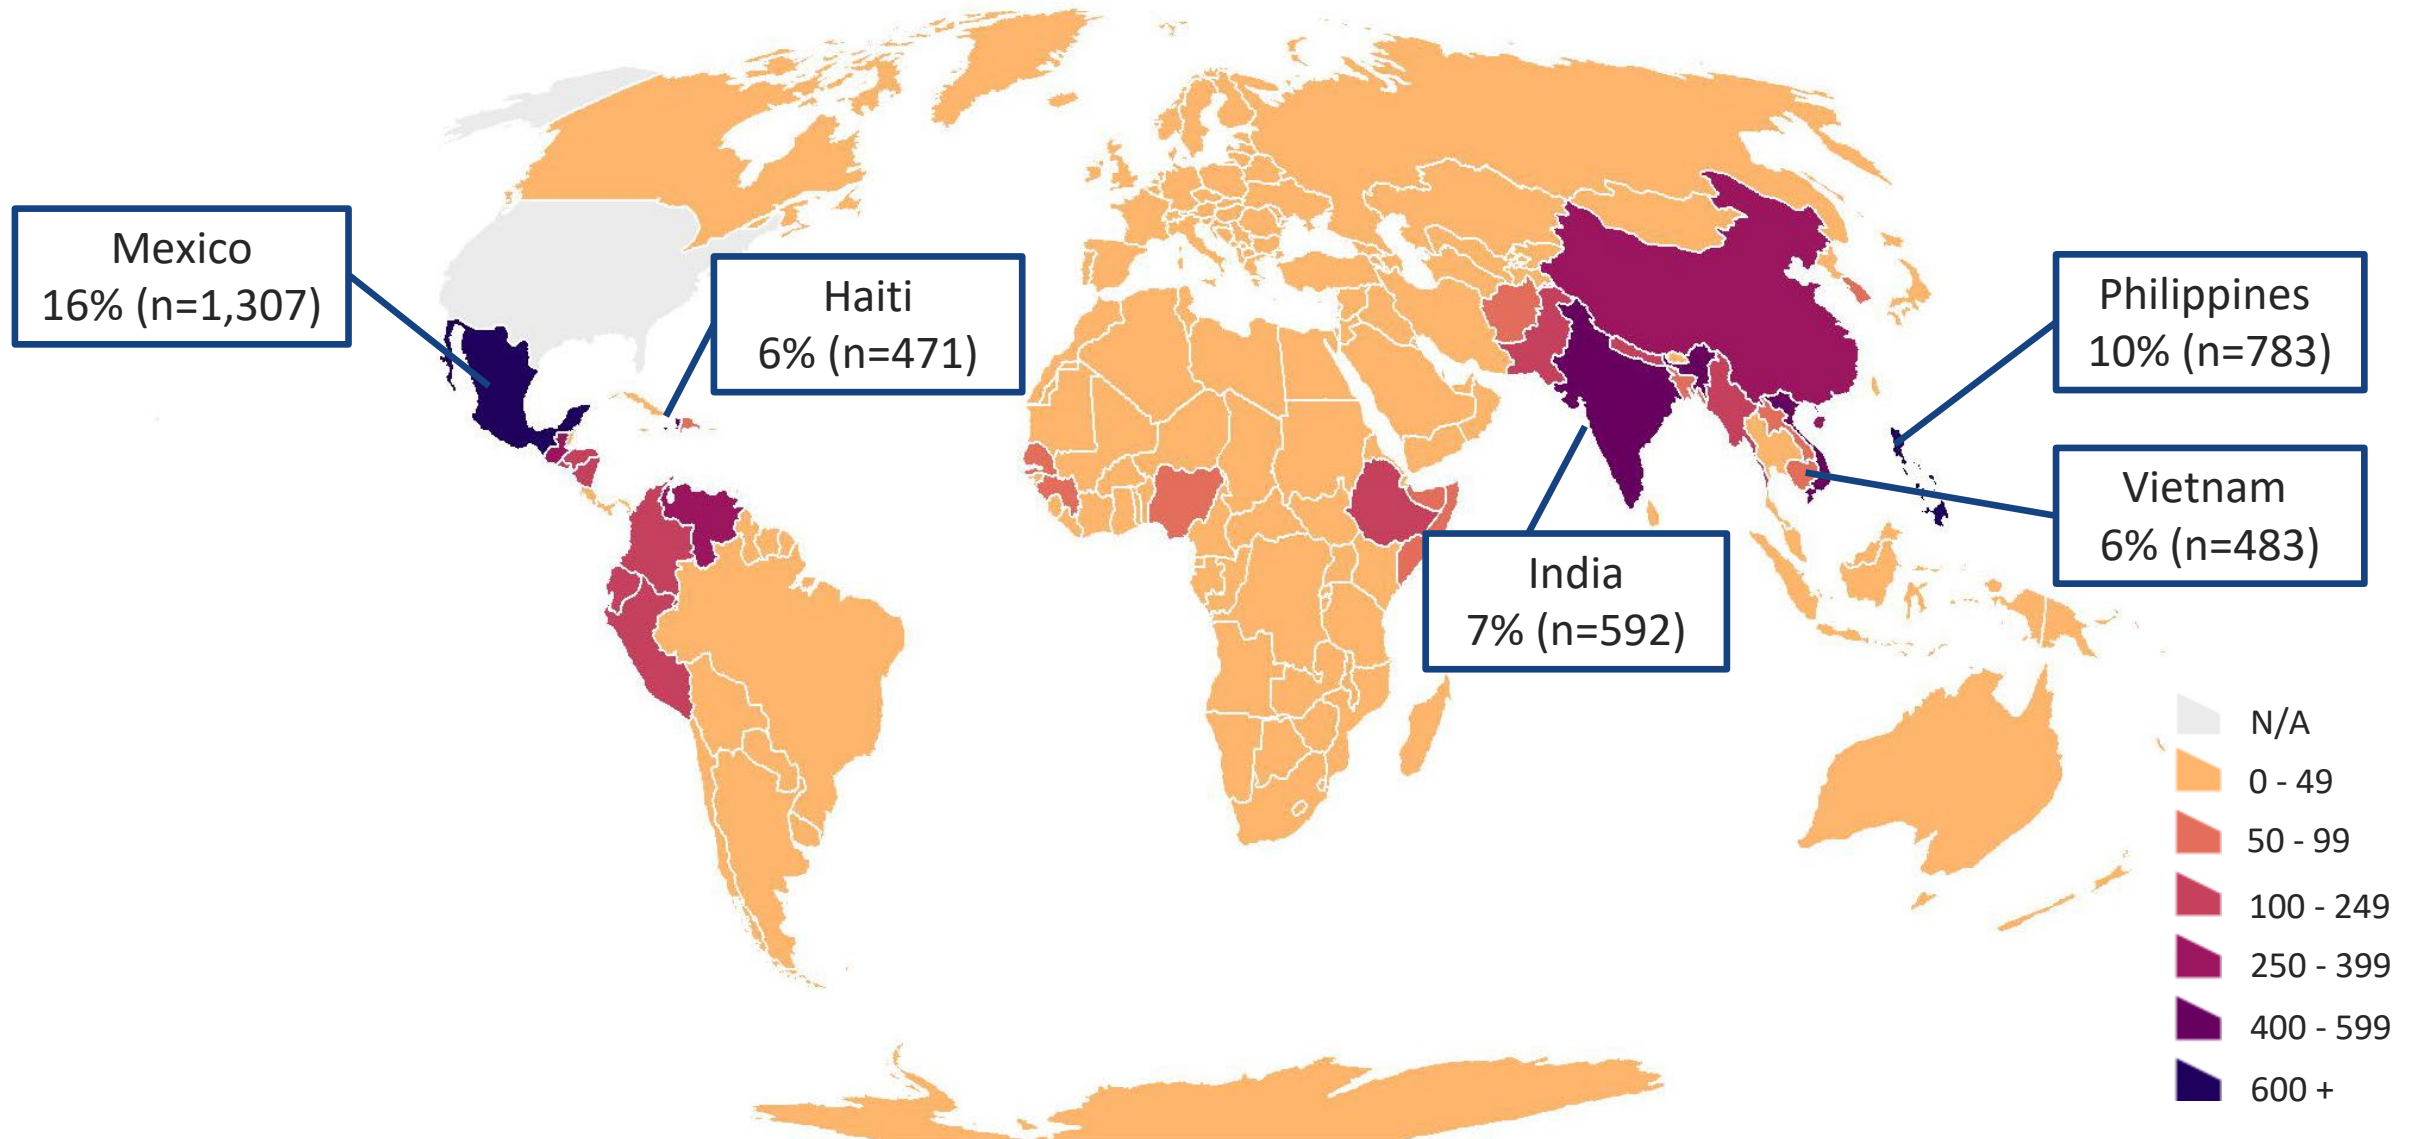 Mexico
16% (n=1,307)
Haiti
6% (n=471)
Philippines
10% (n=783)
Vietnam
6% (n=483)
India
7% (n=592)
N/A
0 - 49
50 - 99
100 - 249
250 - 399
400 - 599
600 +